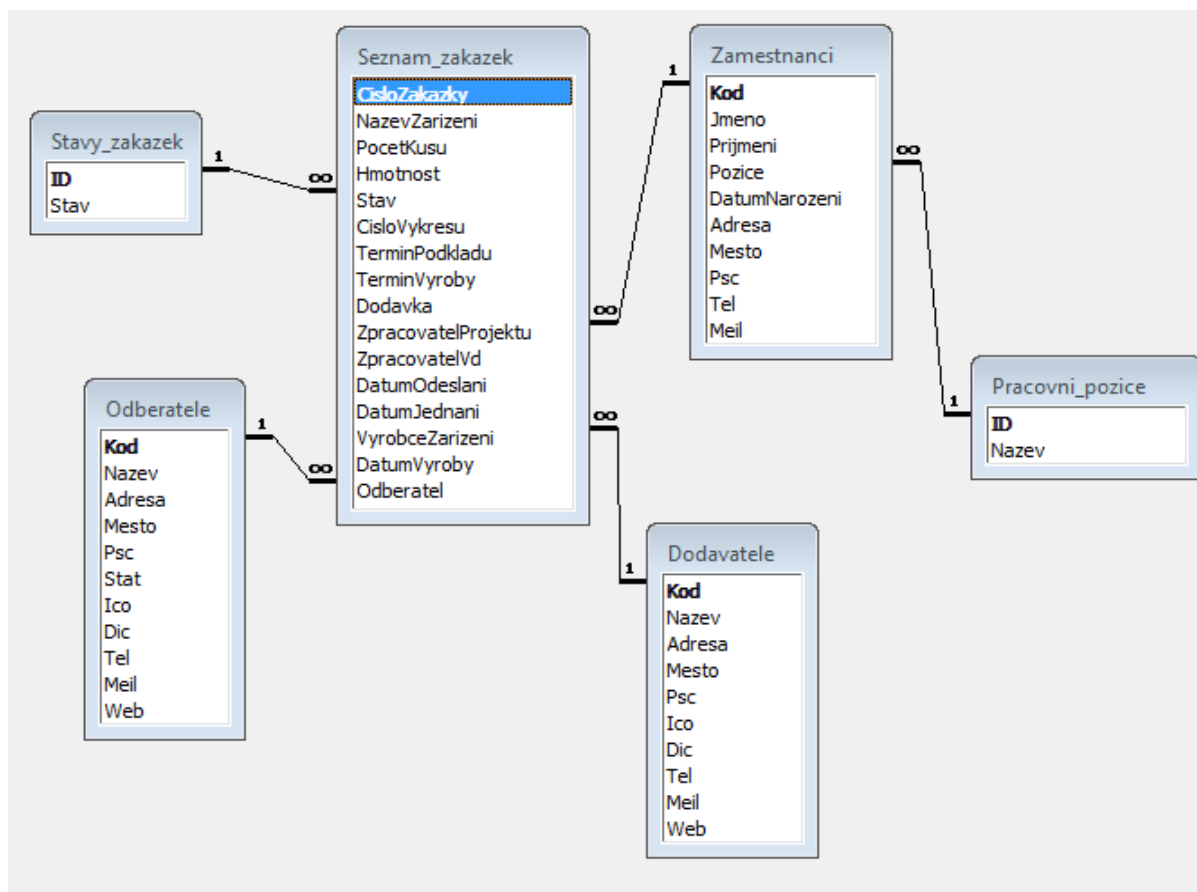 Stavy_zakazek
ID
Stav
1
∞
Seznam_zakazek
CisloZakazky
NazevZarizeni
PocetKusu
Hmotnost
Stav
CisloVykresu
TerminPodkladu
TerminVyroby
Dodavka
ZpracovatelProjektu
ZpracovatelVd
DatumOdeslani
DatumJednani
VyrobceZarizeni
DatumVyroby
Odberatel
1
∞
Zamestnanci
Kod
Jmeno
Prijmeni
Pozice
DatumNarozeni
Adresa
Mesto
Psc
Tel
Meil
∞
1
Pracovni_pozice
ID
Nazev
Odberatele
Kod
Nazev
Adresa
Mesto
Psc
Stat
Ico
Dic
Tel
Meil
Web
1
∞
∞
1
Dodavatele
Kod
Nazev
Adresa
Mesto
Psc
Ico
Dic
Tel
Meil
Web